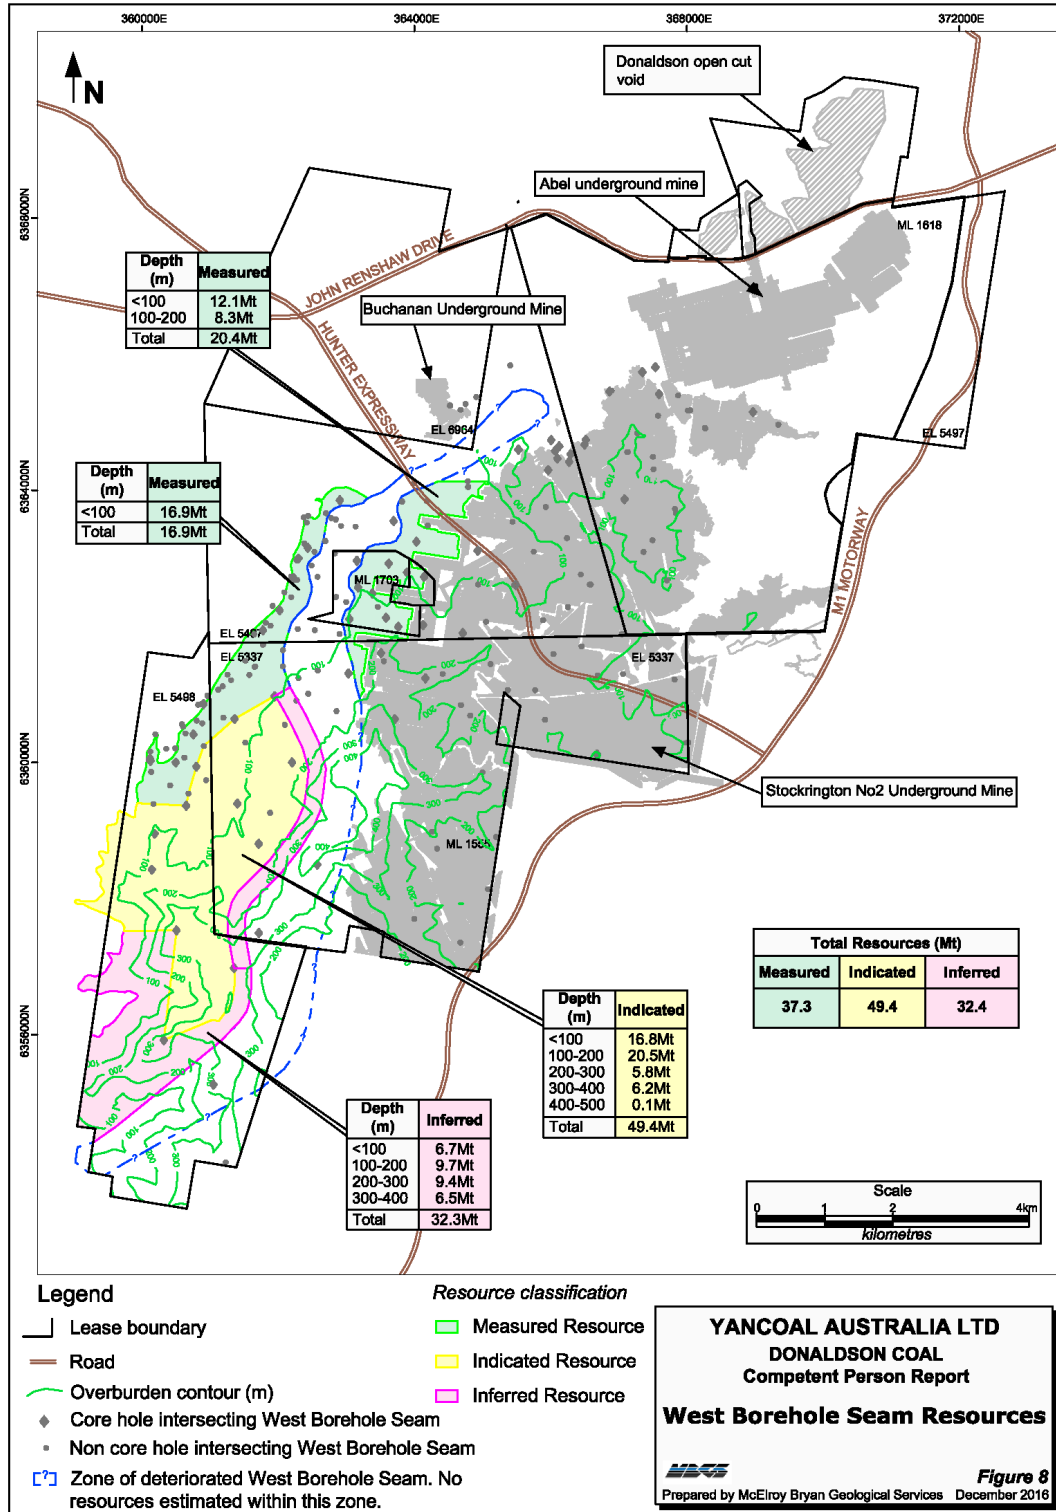 360000E 364000E 368000E 372000E
6368000N
6364000N
6360000N
6356000N
N
Donaldson open cut
void
Abel underground mine
ML 1618
JOHN RENSHAW DRIVE
HUNTER EXPRESSWAY
Buchanan Underground Mine
Depth (m) Measured
<100 12.1Mt
100-200 8.3Mt
Total 20.4Mt
EL 6964
EL 5497
Depth (m) Measured
<100 16.9Mt
Total 16.9Mt
M1 MOTORWAY
ML 1703
EL 5497
EL 5337
EL 5337
EL 5498
Stockrington No2 Underground Mine
ML 1555
Total Resources (Mt)
Measured Indicated Inferred
37.3 49.4 32.4
Depth (m) Indicated
<100 16.8Mt
100-200 20.5Mt
200-300 5.8Mt
300-400 6.2Mt
400-500 0.1Mt
Total 49.4Mt
Depth (m) Inferred
<100 6.7Mt
100-200 9.7Mt
200-300 9.4Mt
300-400 6.5Mt
Total 32.3Mt
Scale
0 1 2 4km
kilometres
Legend
Lease boundary
Road
Overburden contour (m)
Core hole intersecting West Borehole Seam
Non core hole intersecting West Borehole Seam
[?] Zone of deteriorated West Borehole Seam. No
resources estimated within this zone.
Resource classification
Measured Resource
Indicated Resource
Inferred Resource
YANCOAL AUSTRALIA LTD
DONALDSON COAL
Competent Person Report
West Borehole Seam Resources
MBGS
Figure 8
Prepared by McElroy Bryan Geological Services December 2016